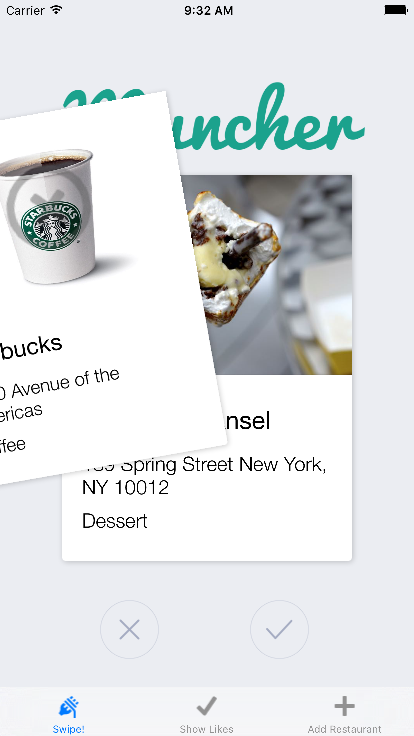 Carrier
9:32 AM
uncher
STARBUCKS
COFFEE
bucks
0 Avenue of the
ericas
ffee
nsel
Spring Street New York,
NY 10012
Dessert
Swipe!
Show Likes
Add Restaurant